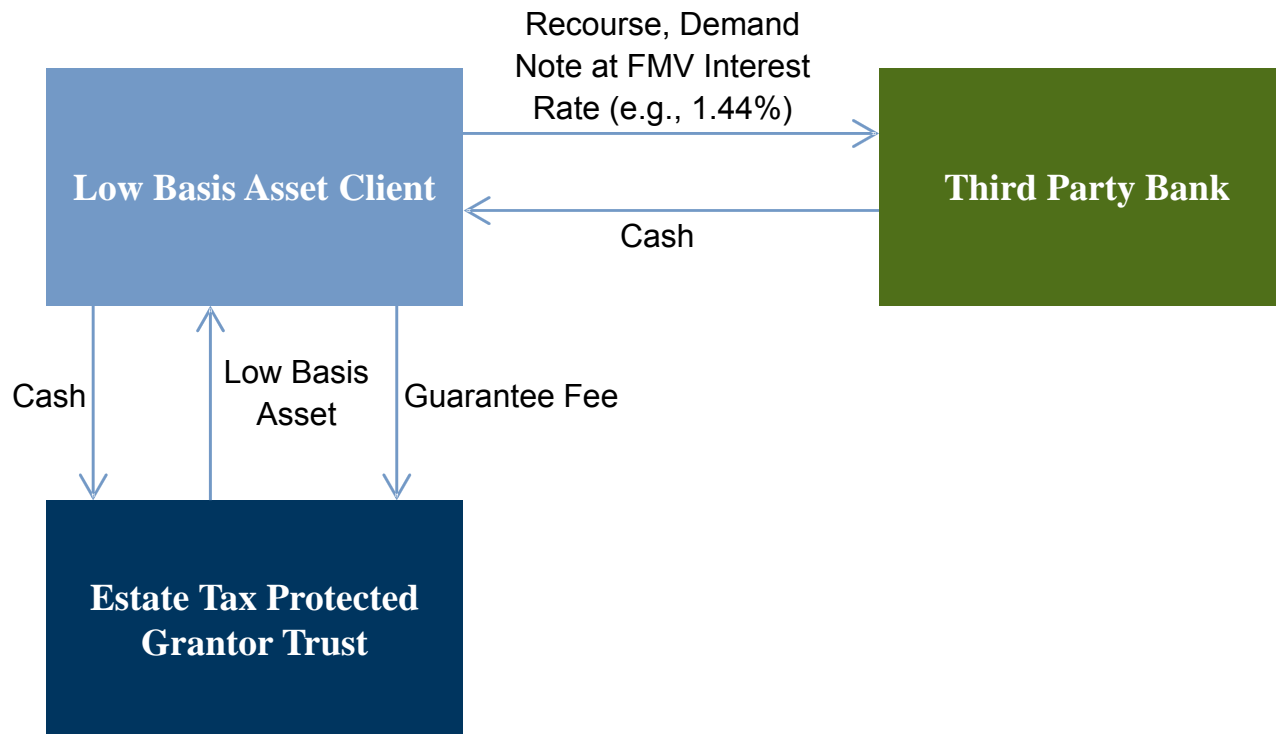 Recourse, Demand
Note at FMV Interest
Rate (e.g., 1.44%)
Low Basis Asset Client
Third Party Bank
Cash
Cash
Low Basis
Asset
Guarantee Fee
Estate Tax Protected
Grantor Trust